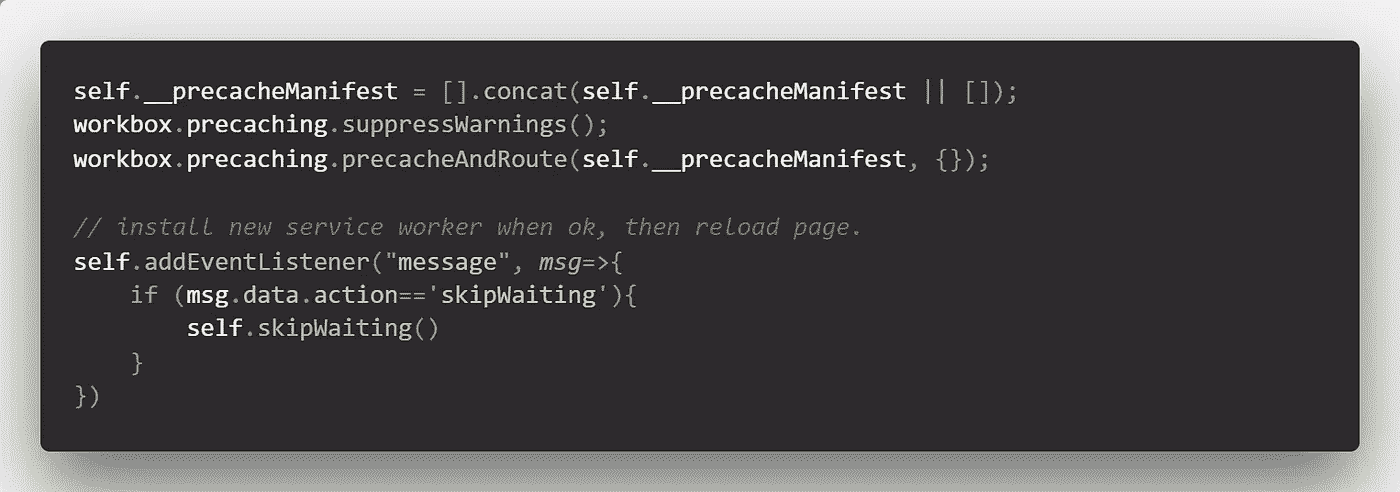 self.__precacheManifest = [].concat(self.__precacheManifest || []);
workbox.precaching.suppressWarnings();
workbox.precaching.precacheAndRoute(self.__precacheManifest, {});

// install new service worker when ok, then reload page.
self.addEventListener("message", msg=>{
    if (msg.data.action=='skipWaiting'){
        self.skipWaiting()
    }
})